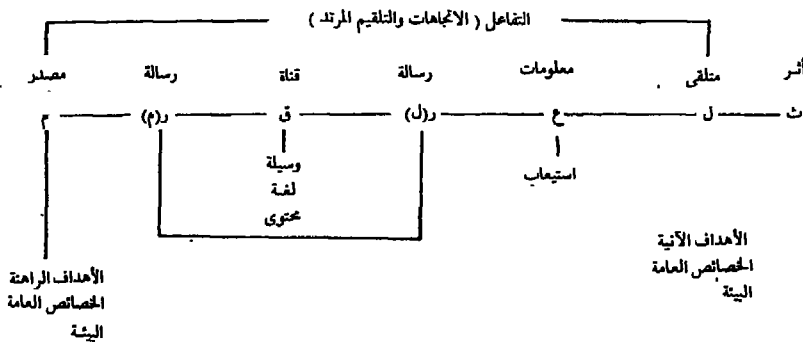 التفاعل ( الاتجاهات والتلقيم المرتد )
أثر متلقى معلومات رسالة قناة رسالة مصدر
ث ل ع ر(ل) ق ر(م) م
استيعاب
وسيلة
لغة
محتوى
الأهداف الآنية
الخصائص العامة
البيئة
الأهداف الراهنة
الخصائص العامة
البيئة